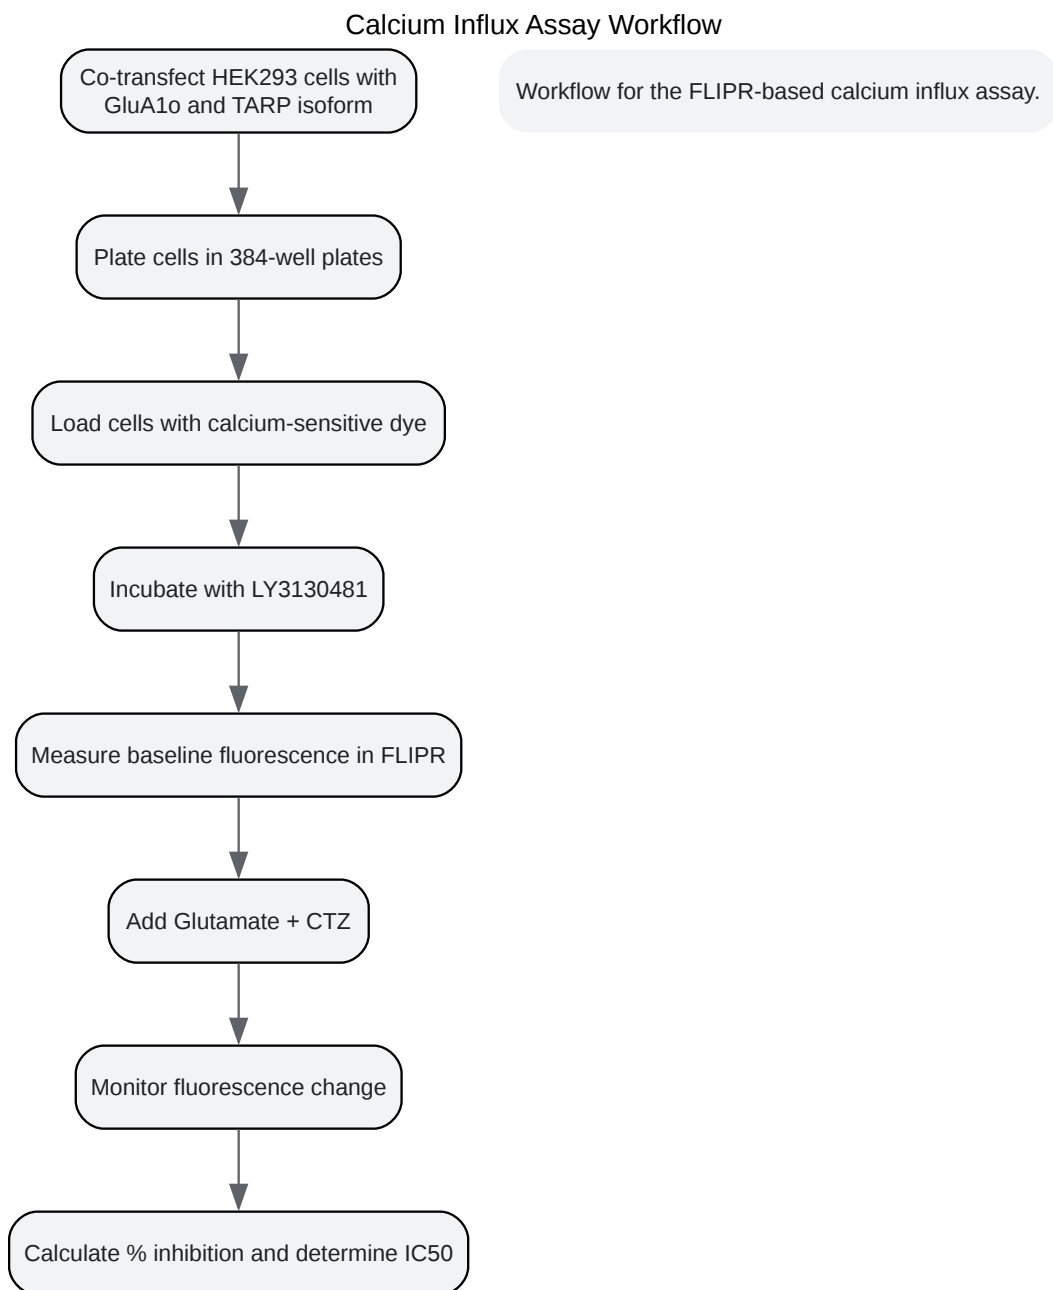 Calcium Influx Assay Workflow
Co-transfect HEK293 cells with
GluA1o and TARP isoform
Workflow for the FLIPR-based calcium influx assay.
Plate cells in 384-well plates
Load cells with calcium-sensitive dye
Incubate with LY3130481
Measure baseline fluorescence in FLIPR
Add Glutamate + CTZ
Monitor fluorescence change
Calculate % inhibition and determine IC50